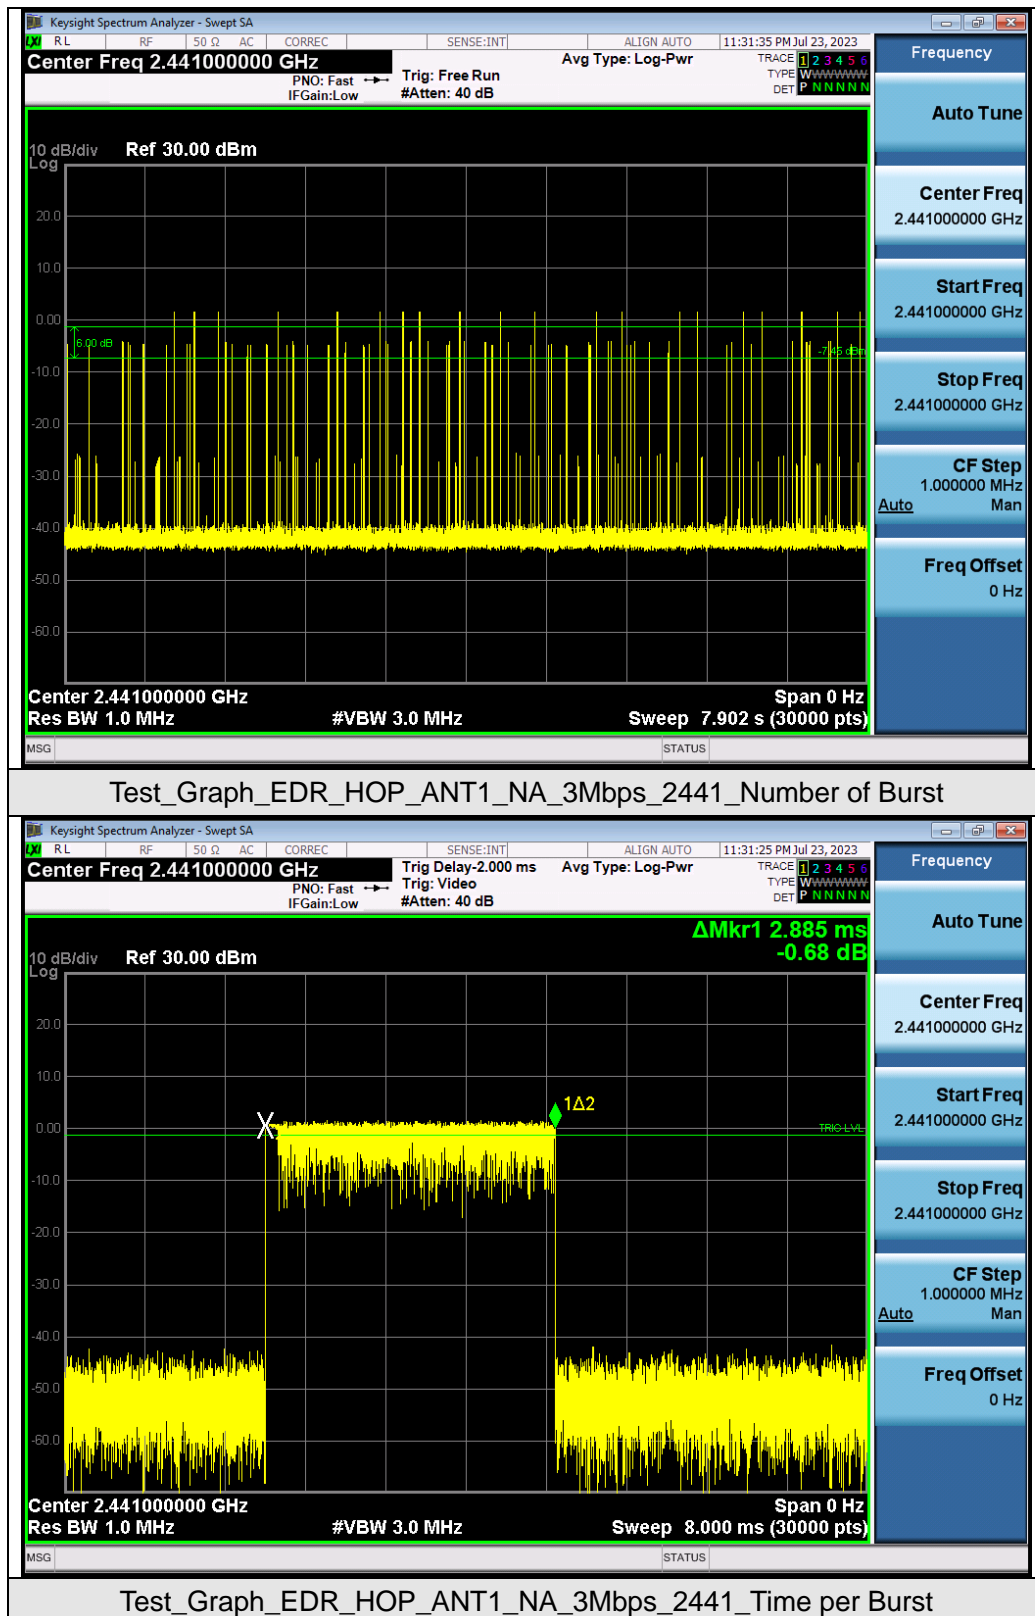 Keysight Spectrum Analyzer - Swept SA
LXI RL RF 50 Ω AC CORREC SENSE:INT ALIGN AUTO 11:31:35 PM Jul 23, 2023
Center Freq 2.441000000 GHz
PNO: Fast
IFGain:Low
Trig: Free Run
#Atten: 40 dB
Avg Type: Log-Pwr
TRACE 1 2 3 4 5 6
TYPE WWWWWW
DET P N N N N N
10 dB/div Ref 30.00 dBm
Log
20.0
10.0
0.00
6.00 dB
-7.45 dBm
-10.0
-20.0
-30.0
-40.0
-50.0
-60.0
Center 2.441000000 GHz Span 0 Hz
Res BW 1.0 MHz #VBW 3.0 MHz Sweep 7.902 s (30000 pts)
MSG STATUS
Frequency
Auto Tune
Center Freq
2.441000000 GHz
Start Freq
2.441000000 GHz
Stop Freq
2.441000000 GHz
CF Step
1.000000 MHz
Auto Man
Freq Offset
0 Hz
Test_Graph_EDR_HOP_ANT1_NA_3Mbps_2441_Number of Burst
Keysight Spectrum Analyzer - Swept SA
LXI RL RF 50 Ω AC CORREC SENSE:INT ALIGN AUTO 11:31:25 PM Jul 23, 2023
Center Freq 2.441000000 GHz
PNO: Fast
IFGain:Low
Trig Delay-2.000 ms
Trig: Video
#Atten: 40 dB
Avg Type: Log-Pwr
TRACE 1 2 3 4 5 6
TYPE WWWWWW
DET P N N N N N
ΔMkr1 2.885 ms
-0.68 dB
10 dB/div Ref 30.00 dBm
Log
20.0
10.0
0.00
1Δ2
TRIG LVL
-10.0
-20.0
-30.0
-40.0
-50.0
-60.0
Center 2.441000000 GHz Span 0 Hz
Res BW 1.0 MHz #VBW 3.0 MHz Sweep 8.000 ms (30000 pts)
MSG STATUS
Frequency
Auto Tune
Center Freq
2.441000000 GHz
Start Freq
2.441000000 GHz
Stop Freq
2.441000000 GHz
CF Step
1.000000 MHz
Auto Man
Freq Offset
0 Hz
Test_Graph_EDR_HOP_ANT1_NA_3Mbps_2441_Time per Burst